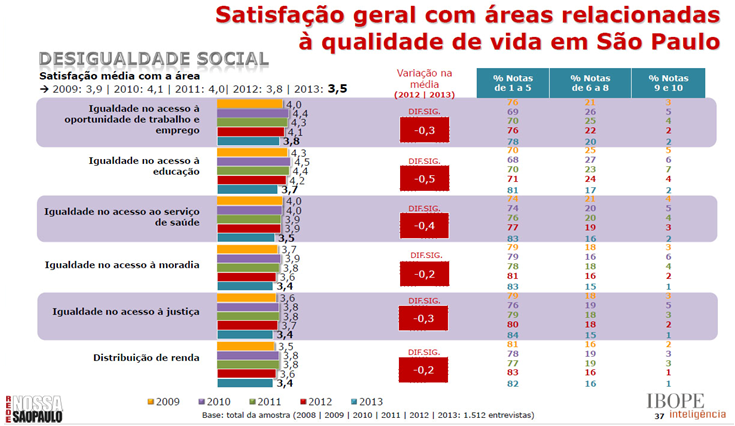 Satisfação geral com áreas relacionadas
à qualidade de vida em São Paulo
DESIGUALDADE SOCIAL
Satisfação média com a área
→ 2009: 3,9 | 2010: 4,1 | 2011: 4,0| 2012: 3,8 | 2013: 3,5
Variação na
média
(2012 | 2013)
% Notas
de 1 a 5
% Notas
de 6 a 8
% Notas
9 e 10
Igualdade no acesso à
oportunidade de trabalho e
emprego
4,0
4,4
4,3
4,1
3,8
DIF.SIG.
-0,3
76 21 3
69 26 5
70 25 4
76 22 2
78 20 2
Igualdade no acesso à
educação
4,3
4,5
4,4
4,2
3,7
DIF.SIG.
-0,5
70 25 5
68 27 6
70 23 7
71 24 4
81 17 2
Igualdade no acesso ao serviço
de saúde
4,0
4,0
3,9
3,9
3,5
DIF.SIG.
-0,4
74 21 4
74 20 5
76 20 4
77 19 3
83 16 2
Igualdade no acesso à moradia
3,7
3,9
3,8
3,6
3,4
DIF.SIG.
-0,2
79 18 3
79 16 6
78 18 4
81 16 2
83 15 1
Igualdade no acesso à justiça
3,6
3,8
3,8
3,7
3,4
DIF.SIG.
-0,3
79 18 3
76 19 5
79 18 3
80 18 2
84 15 1
Distribuição de renda
3,5
3,8
3,8
3,6
3,4
DIF.SIG.
-0,2
81 16 2
78 19 3
77 19 3
83 16 1
82 16 1
2009 2010 2011 2012 2013
Base: total da amostra (2008 | 2009 | 2010 | 2011 | 2012 | 2013: 1.512 entrevistas)
REDE NOSSA
SÃOPAULO
IBOPE
inteligência
37